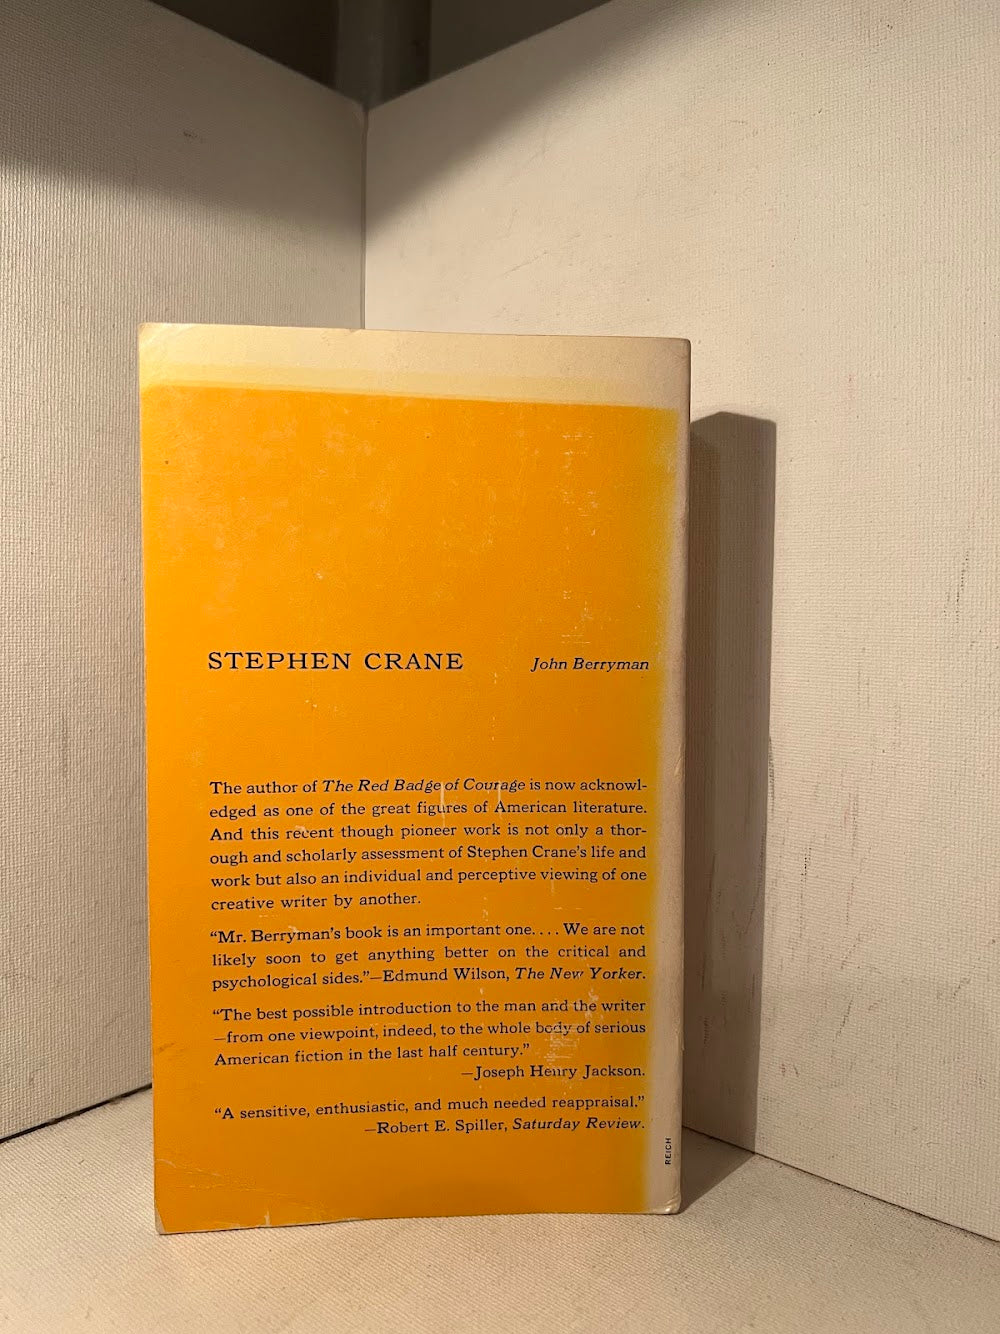 STEPHEN CRANE John Berryman
The author of The Red Badge of Courage is now acknowl-
edged as one of the great figures of American literature.
And this recent though pioneer work is not only a thor-
ough and scholarly assessment of Stephen Crane's life and
work but also an individual and perceptive viewing of one
creative writer by another.
"Mr. Berryman's book is an important one.... We are not
likely soon to get anything better on the critical and
psychological sides."—Edmund Wilson, The New Yorker.
"The best possible introduction to the man and the writer
—from one viewpoint, indeed, to the whole body of serious
American fiction in the last half century."
—Joseph Henry Jackson.
"A sensitive, enthusiastic, and much needed reappraisal."
—Robert E. Spiller, Saturday Review.
REICH